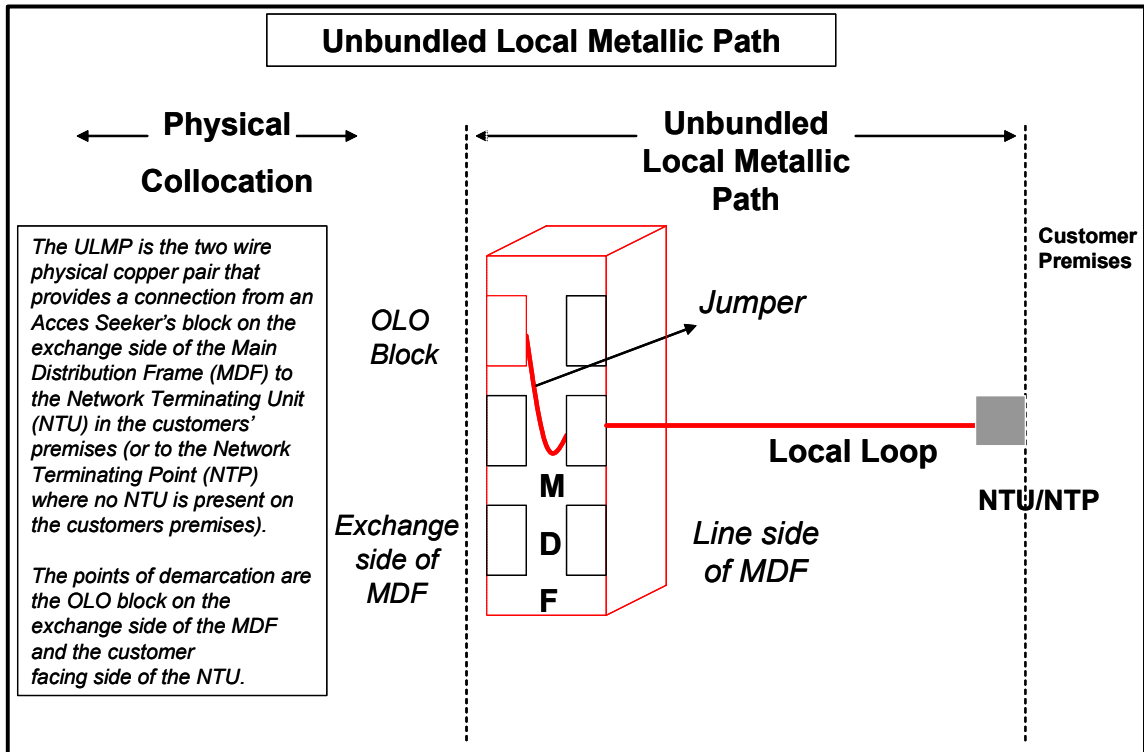 Unbundled Local Metallic Path
Physical
Collocation
Unbundled
Local Metallic
Path
The ULMP is the two wire
physical copper pair that
provides a connection from an
Acces Seeker's block on the
exchange side of the Main
Distribution Frame (MDF) to
the Network Terminating Unit
(NTU) in the customers'
premises (or to the Network
Terminating Point (NTP)
where no NTU is present on
the customers premises).
The points of demarcation are
the OLO block on the
exchange side of the MDF
and the customer
facing side of the NTU.
OLO
Block
Exchange
side of
MDF
M
D
F
Jumper
Local Loop
Line side
of MDF
Customer
Premises
NTU/NTP